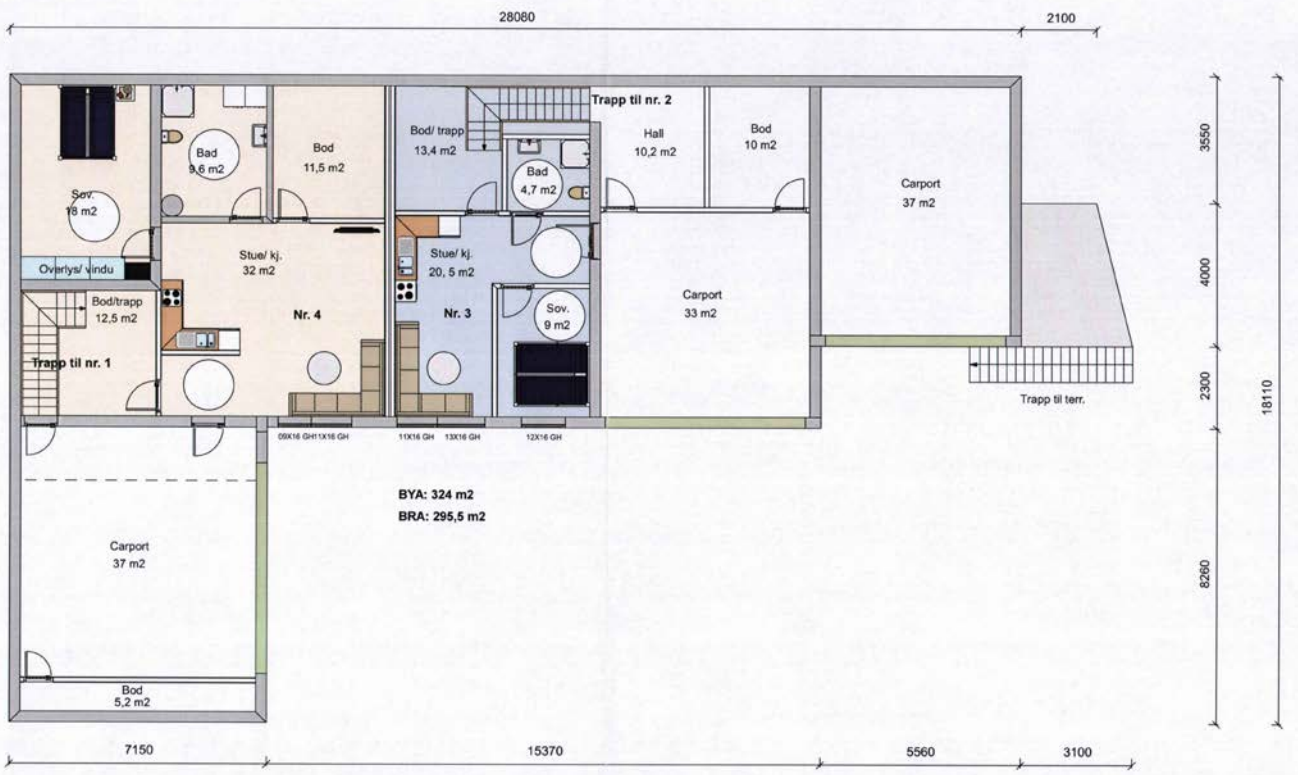 28080
2100
Trapp til nr. 2
Bad
9,6 m2
Bod
11,5 m2
Bod/ trapp
13,4 m2
Bad
4,7 m2
Hall
10,2 m2
Bod
10 m2
Carport
37 m2
3550
Sov.
18 m2
Overlys/ vindu
Stue/ kj.
32 m2
Stue/ kj.
20, 5 m2
4000
Bod/trapp
12,5 m2
Nr. 4
Nr. 3
Sov.
9 m2
Carport
33 m2
Trapp til nr. 1
2300
18110
Trapp til terr.
09X16 GH11X16 GH
11X16 GH
13X16 GH
12X16 GH
BYA: 324 m2
BRA: 295,5 m2
Carport
37 m2
8260
Bod
5,2 m2
7150
15370
5560
3100